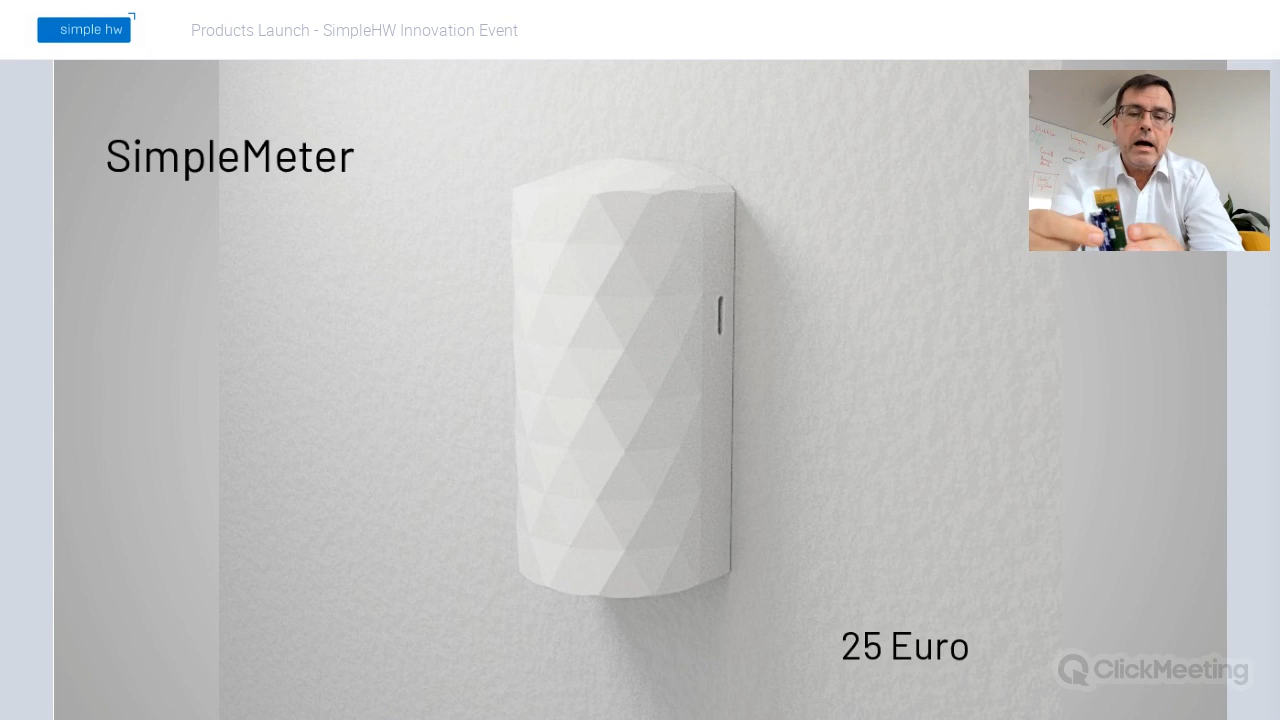 simple hw
Products Launch - SimpleHW Innovation Event
SimpleMeter
25 Euro
ClickMeeting